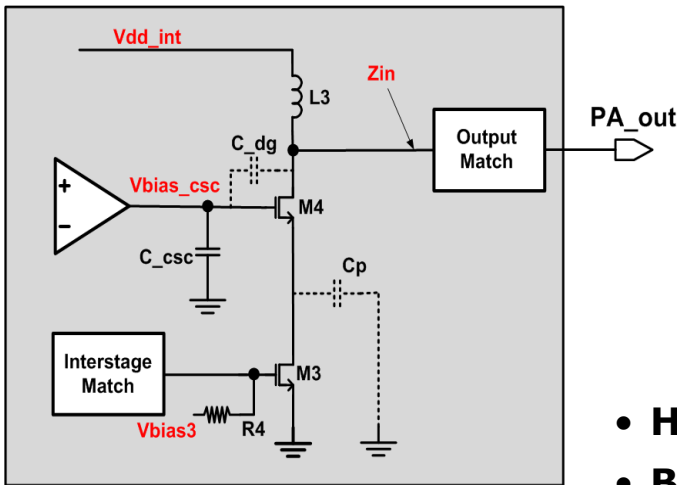 Vdd_int
L3
Zin
PA_out
C_dg
Output
Match
+
Vbias_csc
M4
−
C_csc
Cp
Interstage
Match
M3
Vbias3
R4
• H
• B